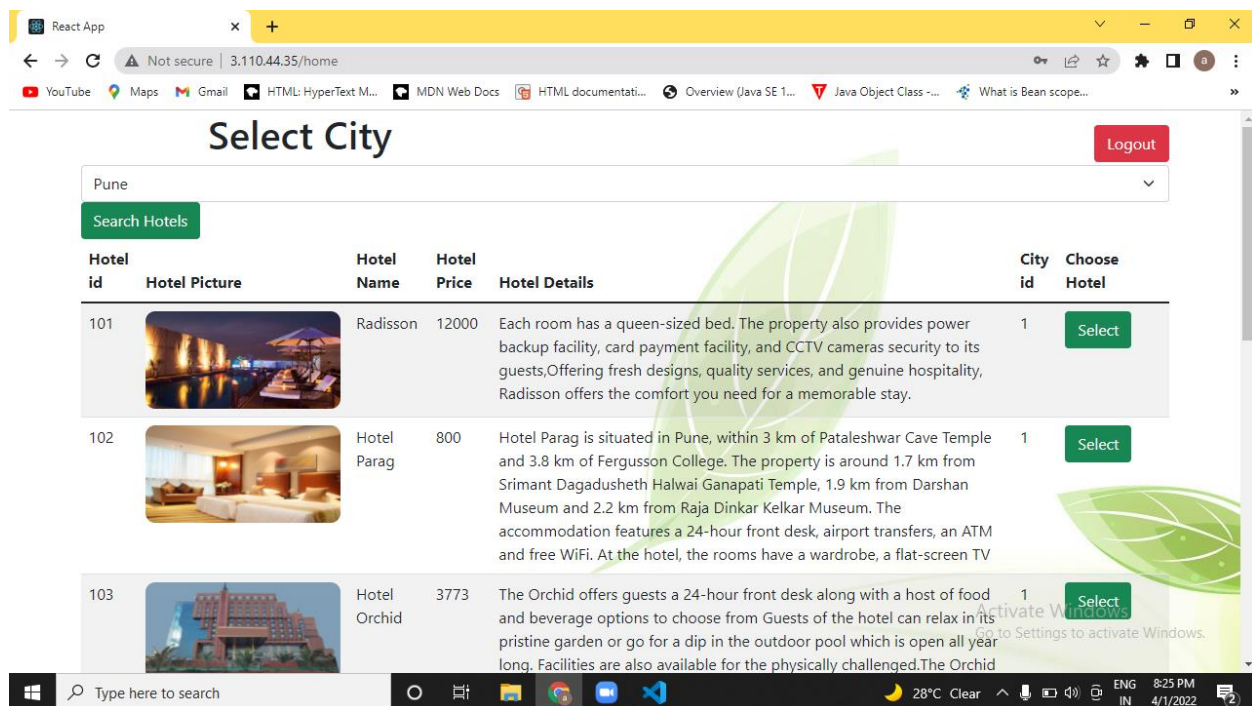 React App
Not secure | 3.110.44.35/home
YouTube Maps Gmail HTML: HyperText M... MDN Web Docs HTML documentati... Overview (Java SE 1... Java Object Class -... What is Bean scope... »
Select City
Logout
Pune
Search Hotels
Hotel id Hotel Picture Hotel Name Hotel Price Hotel Details City id Choose Hotel
101 Radisson 12000 Each room has a queen-sized bed. The property also provides power 1 Select
backup facility, card payment facility, and CCTV cameras security to its
guests,Offering fresh designs, quality services, and genuine hospitality,
Radisson offers the comfort you need for a memorable stay.
102 Hotel Parag 800 Hotel Parag is situated in Pune, within 3 km of Pataleshwar Cave Temple 1 Select
and 3.8 km of Fergusson College. The property is around 1.7 km from
Srimant Dagadusheth Halwai Ganapati Temple, 1.9 km from Darshan
Museum and 2.2 km from Raja Dinkar Kelkar Museum. The
accommodation features a 24-hour front desk, airport transfers, an ATM
and free WiFi. At the hotel, the rooms have a wardrobe, a flat-screen TV
103 Hotel Orchid 3773 The Orchid offers guests a 24-hour front desk along with a host of food 1 Select
and beverage options to choose from Guests of the hotel can relax in its
pristine garden or go for a dip in the outdoor pool which is open all year
long. Facilities are also available for the physically challenged.The Orchid
Activate Windows
Go to Settings to activate Windows.
Type here to search
28°C Clear
ENG
IN
8:25 PM
4/1/2022
2